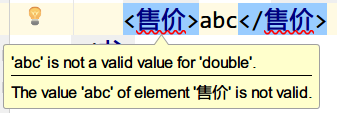 <售价>abc</售价>
'abc' is not a valid value for 'double'.
The value 'abc' of element '售价' is not valid.